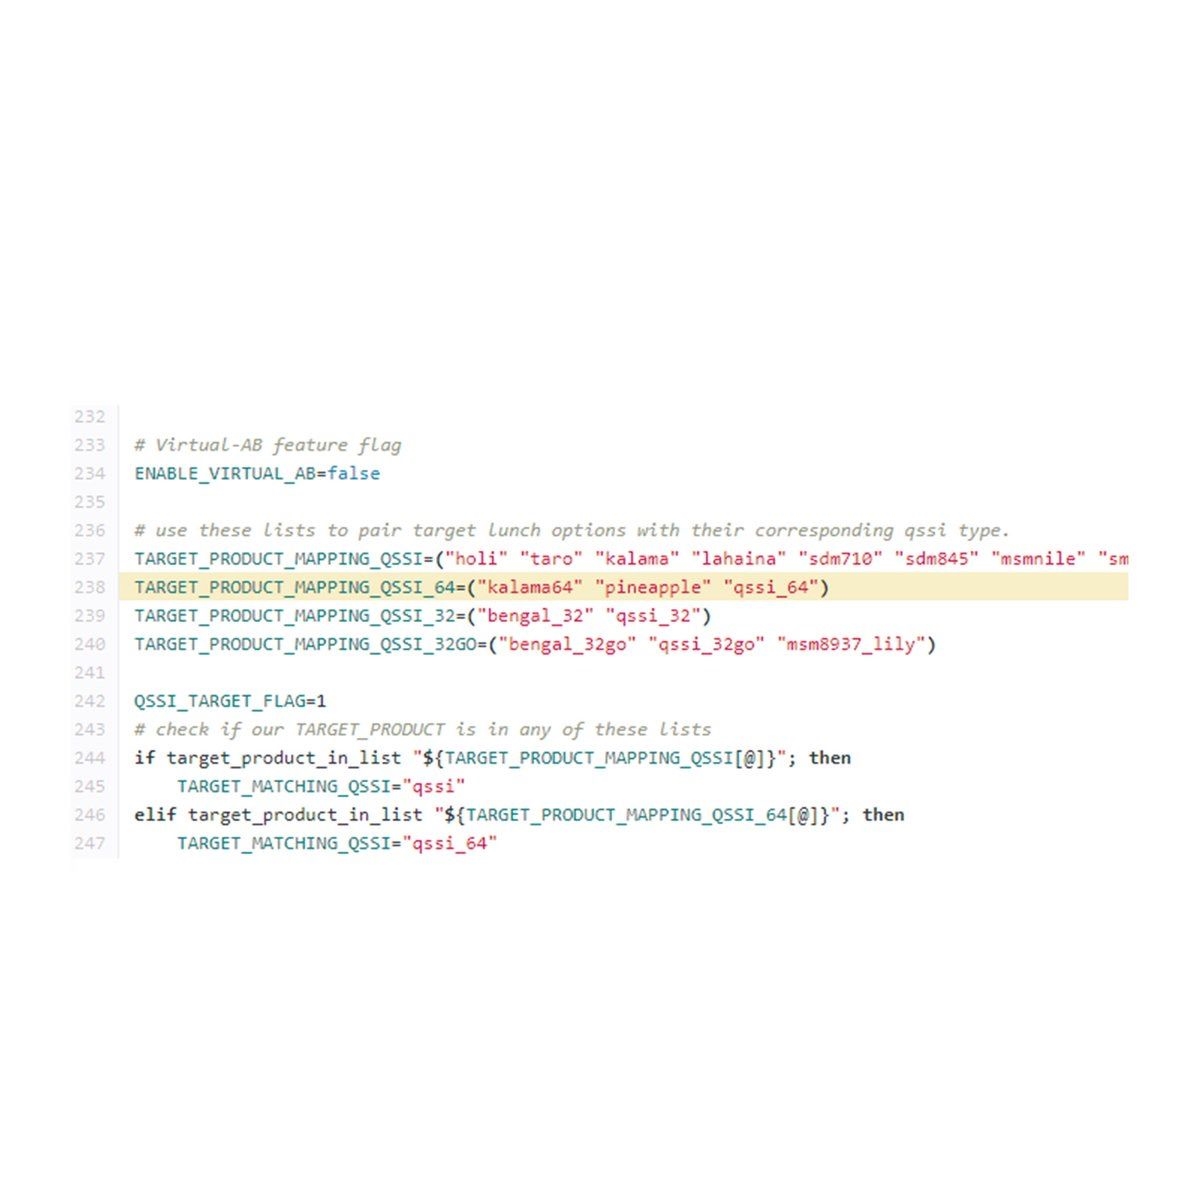 232
233 # Virtual-AB feature flag
234 ENABLE_VIRTUAL_AB=false
235
236 # use these lists to pair target lunch options with their corresponding qssi type.
237 TARGET_PRODUCT_MAPPING_QSSI=("holi" "taro" "kalama" "lahaina" "sdm710" "sdm845" "msmnile" "sm
238 TARGET_PRODUCT_MAPPING_QSSI_64=("kalama64" "pineapple" "qssi_64")
239 TARGET_PRODUCT_MAPPING_QSSI_32=("bengal_32" "qssi_32")
240 TARGET_PRODUCT_MAPPING_QSSI_32GO=("bengal_32go" "qssi_32go" "msm8937_lily")
241
242 QSSI_TARGET_FLAG=1
243 # check if our TARGET_PRODUCT is in any of these lists
244 if target_product_in_list "${TARGET_PRODUCT_MAPPING_QSSI[@]}"; then
245     TARGET_MATCHING_QSSI="qssi"
246 elif target_product_in_list "${TARGET_PRODUCT_MAPPING_QSSI_64[@]}"; then
247     TARGET_MATCHING_QSSI="qssi_64"